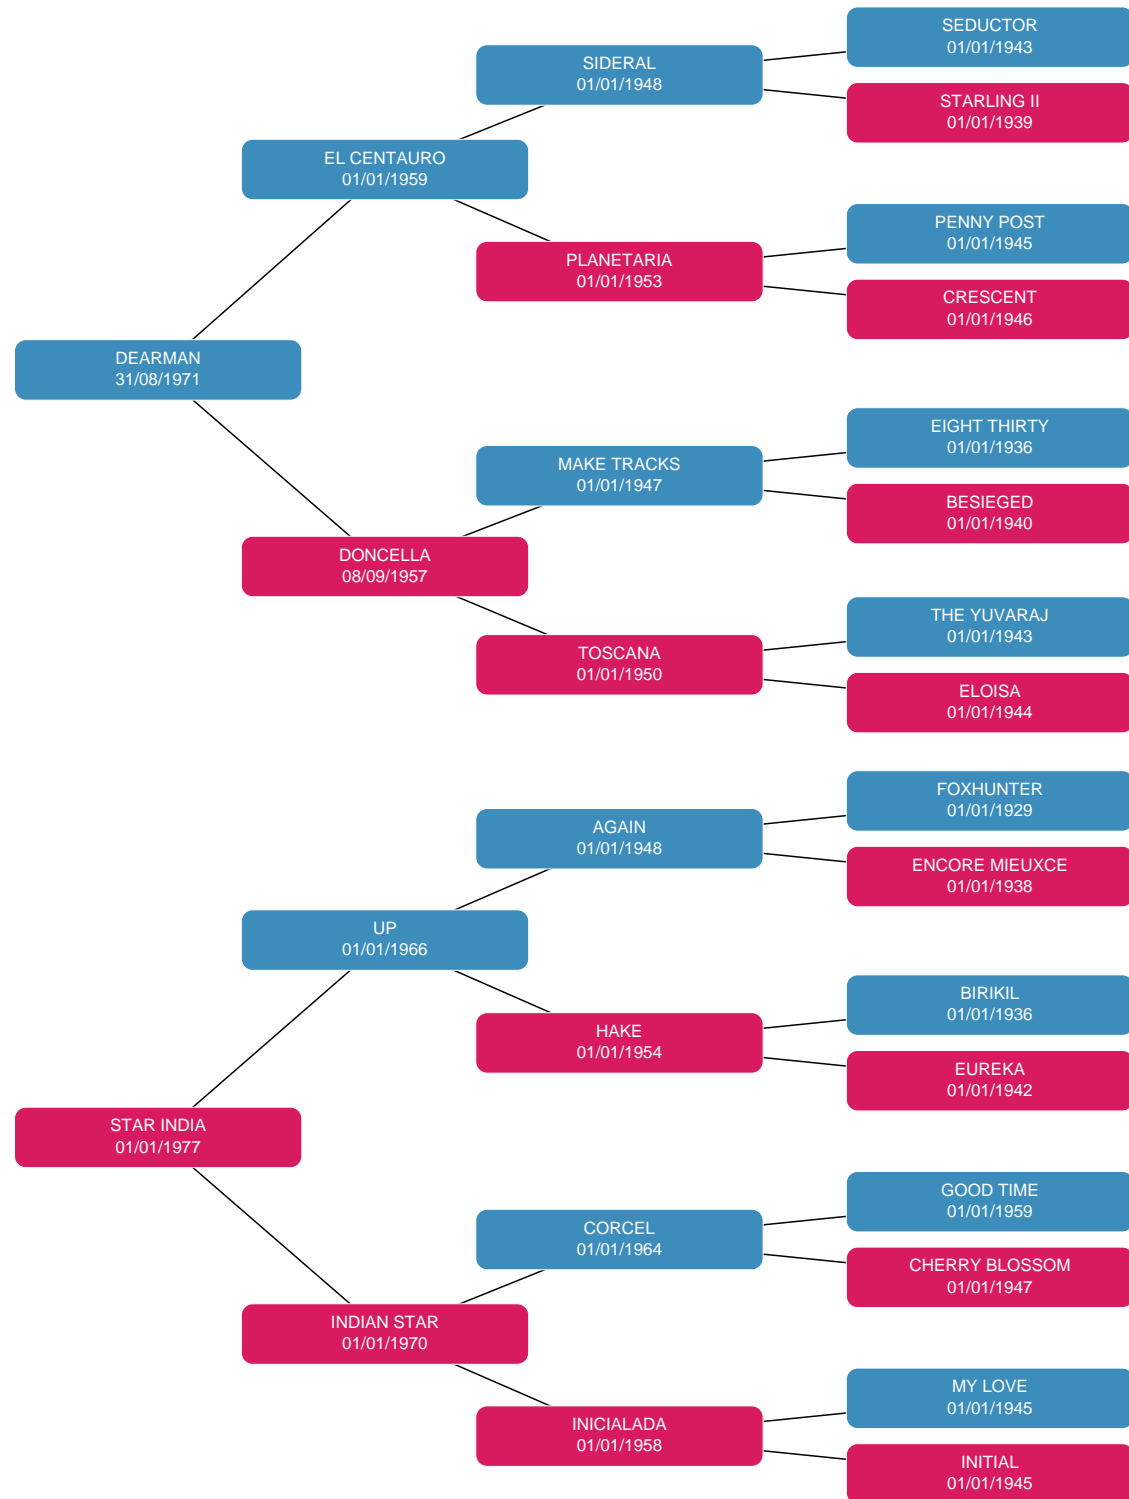 SEDUCTOR
01/01/1943
SIDERAL
01/01/1948
STARLING II
01/01/1939
EL CENTAURO
01/01/1959
PENNY POST
01/01/1945
PLANETARIA
01/01/1953
CRESCENT
01/01/1946
DEARMAN
31/08/1971
EIGHT THIRTY
01/01/1936
MAKE TRACKS
01/01/1947
BESIEGED
01/01/1940
DONCELLA
08/09/1957
THE YUVARAJ
01/01/1943
TOSCANA
01/01/1950
ELOISA
01/01/1944
FOXHUNTER
01/01/1929
AGAIN
01/01/1948
ENCORE MIEUXCE
01/01/1938
UP
01/01/1966
BIRIKIL
01/01/1936
HAKE
01/01/1954
EUREKA
01/01/1942
STAR INDIA
01/01/1977
GOOD TIME
01/01/1959
CORCEL
01/01/1964
CHERRY BLOSSOM
01/01/1947
INDIAN STAR
01/01/1970
MY LOVE
01/01/1945
INICIALADA
01/01/1958
INITIAL
01/01/1945